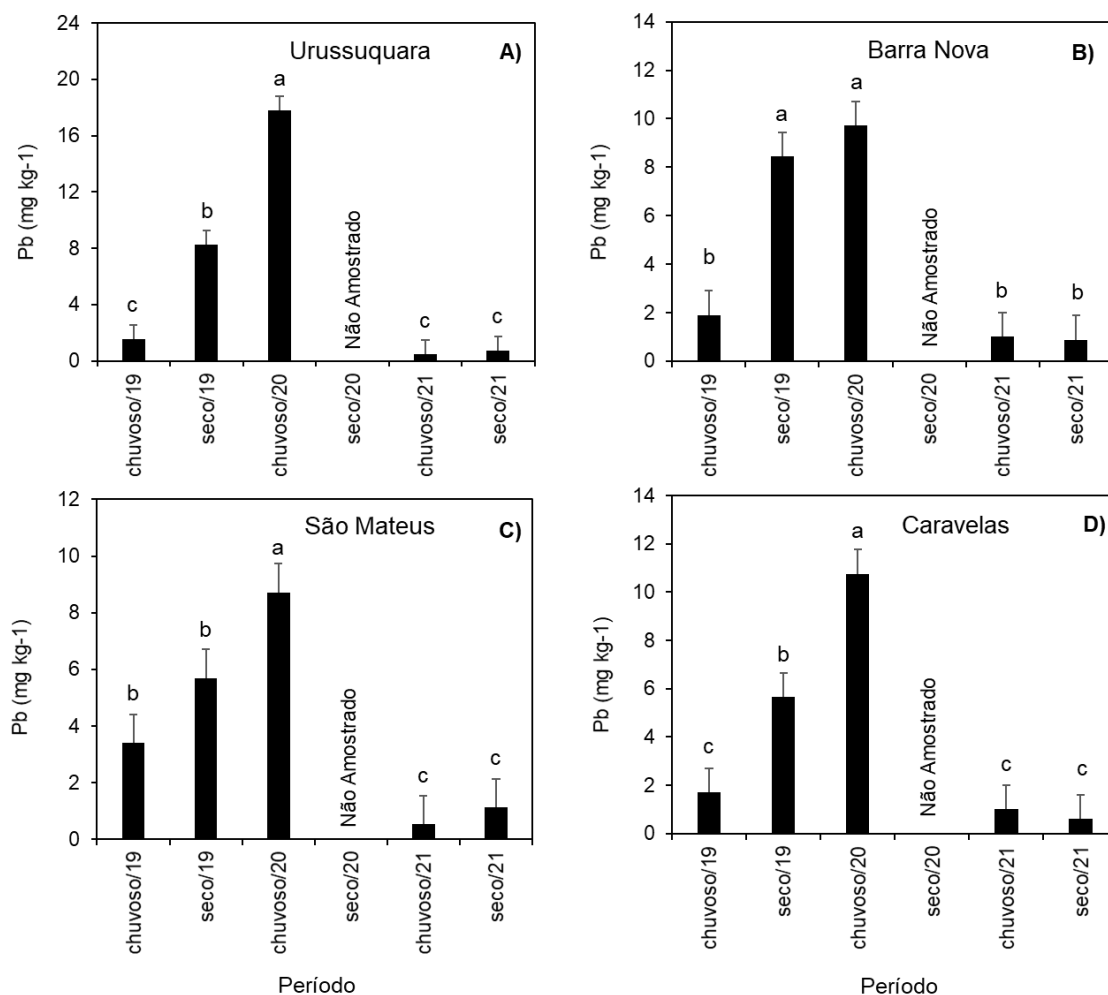 Urussuquara
A)
Pb (mg kg-1)
24
20
16
12
8
4
0
c
b
a
Não Amostrado
c
c
chuvoso/19
seco/19
chuvoso/20
seco/20
chuvoso/21
seco/21
Barra Nova
B)
Pb (mg kg-1)
14
12
10
8
6
4
2
0
b
a
a
Não Amostrado
b
b
chuvoso/19
seco/19
chuvoso/20
seco/20
chuvoso/21
seco/21
São Mateus
C)
Pb (mg kg-1)
12
10
8
6
4
2
0
b
b
a
Não Amostrado
c
c
chuvoso/19
seco/19
chuvoso/20
seco/20
chuvoso/21
seco/21
Período
Caravelas
D)
Pb (mg kg-1)
14
12
10
8
6
4
2
0
c
b
a
Não Amostrado
c
c
chuvoso/19
seco/19
chuvoso/20
seco/20
chuvoso/21
seco/21
Período